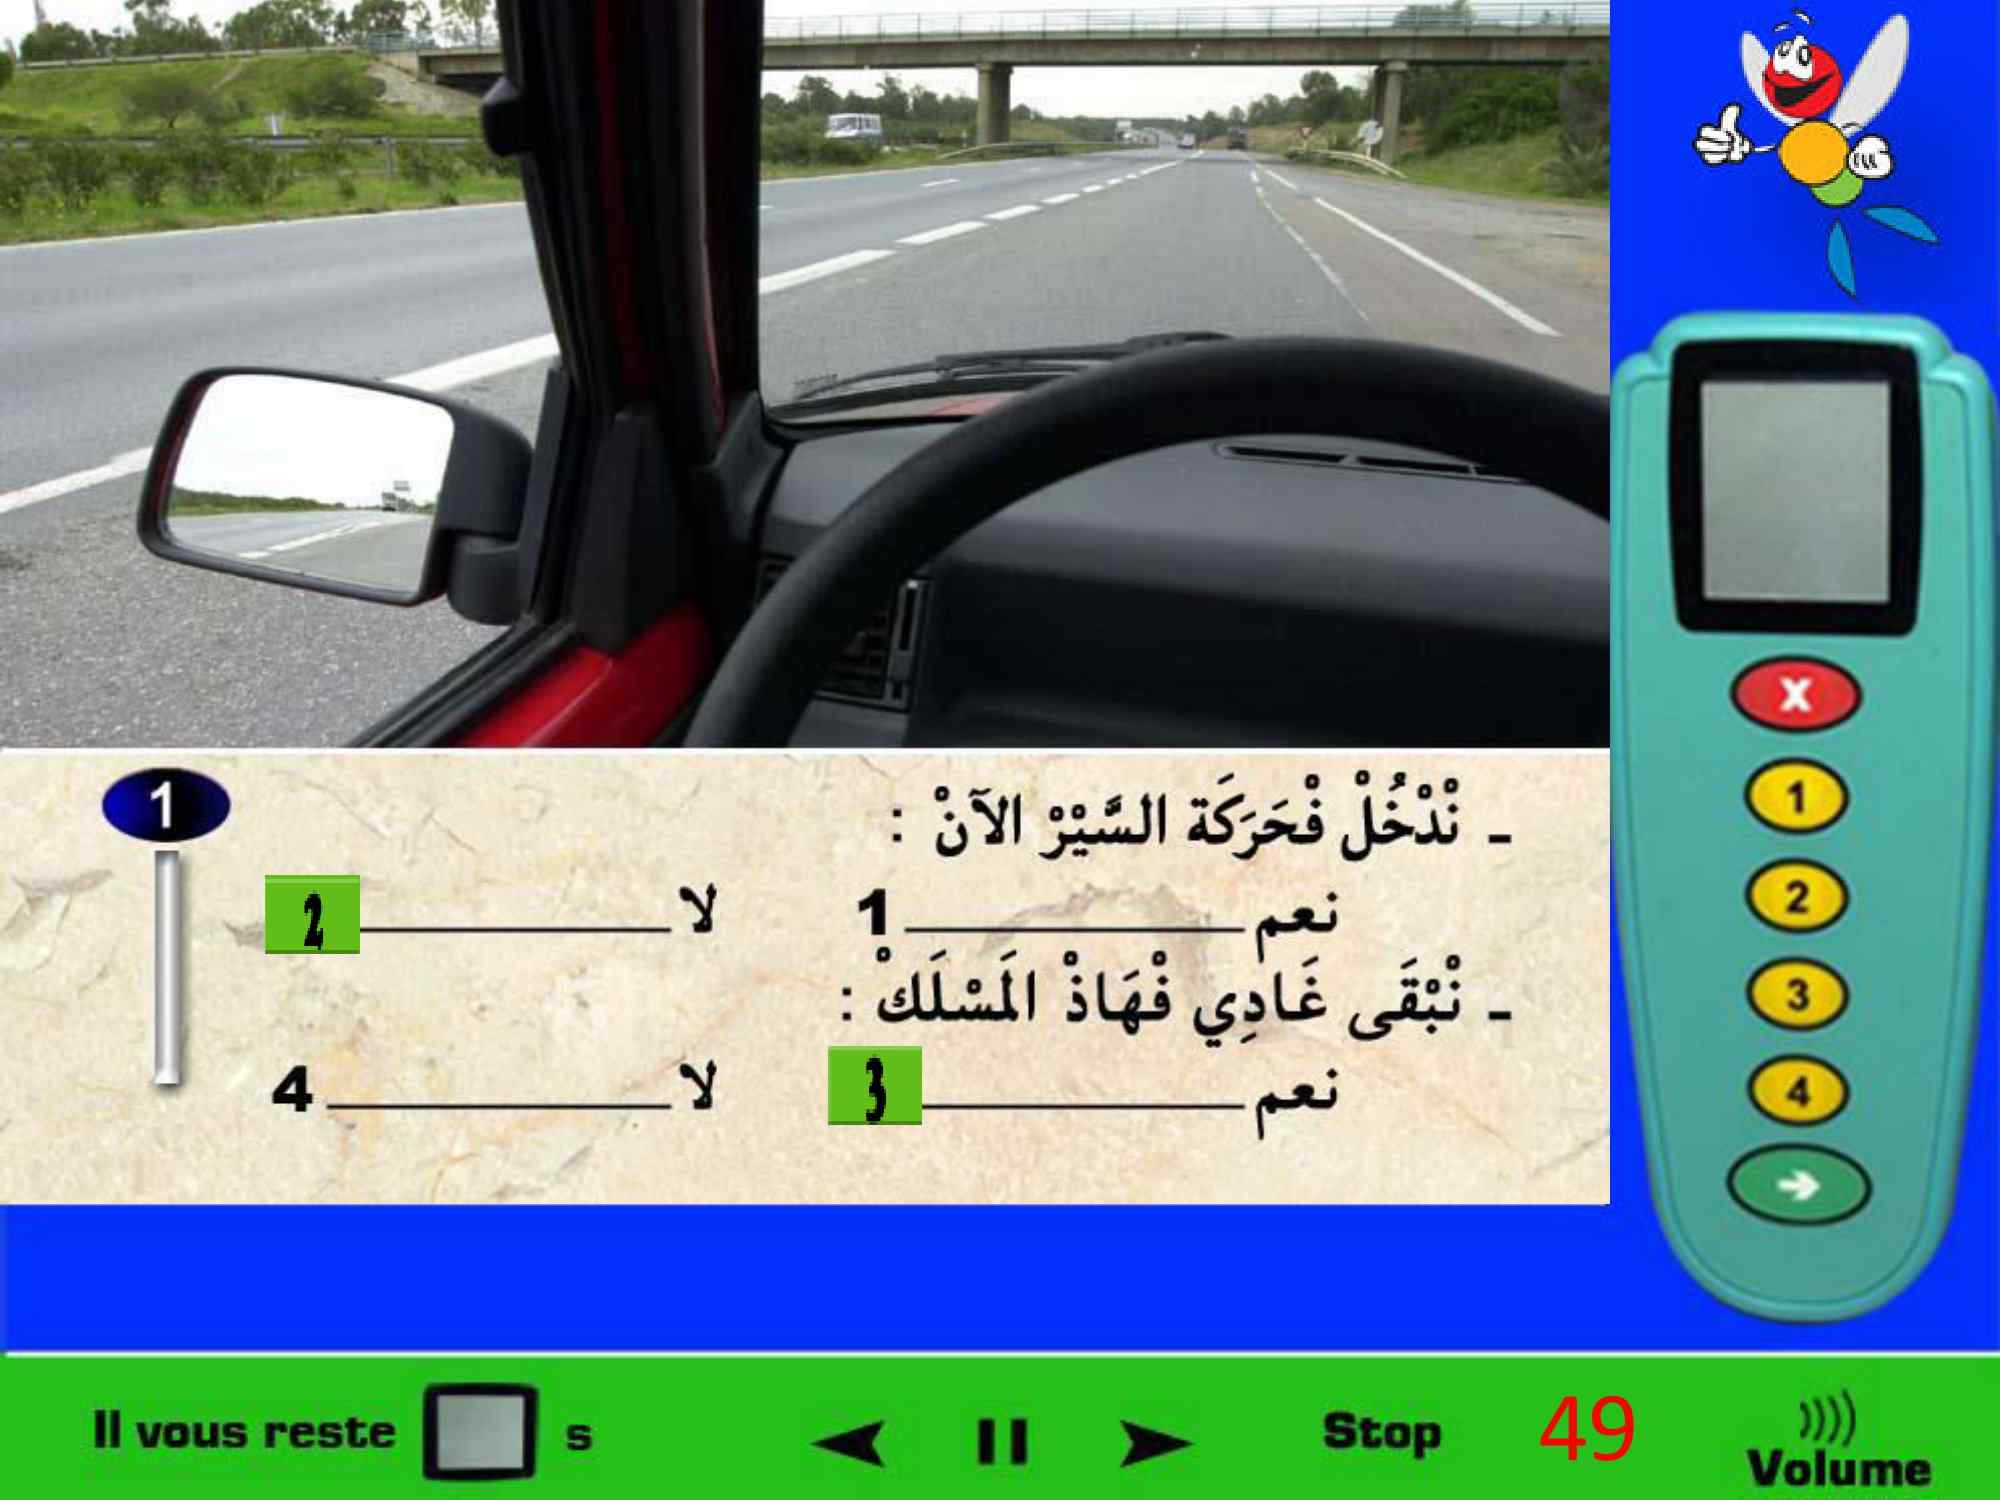 1
ـ نْدْخُلْ فْحَرَكَة السَّيْرْ الآنْ :
نعم 1 لا 2
ـ نْبْقَى غَادِي فْهَاذْ المَسْلَكْ :
نعم 3 لا 4
X
1
2
3
4
Il vous reste s Stop 49 Volume